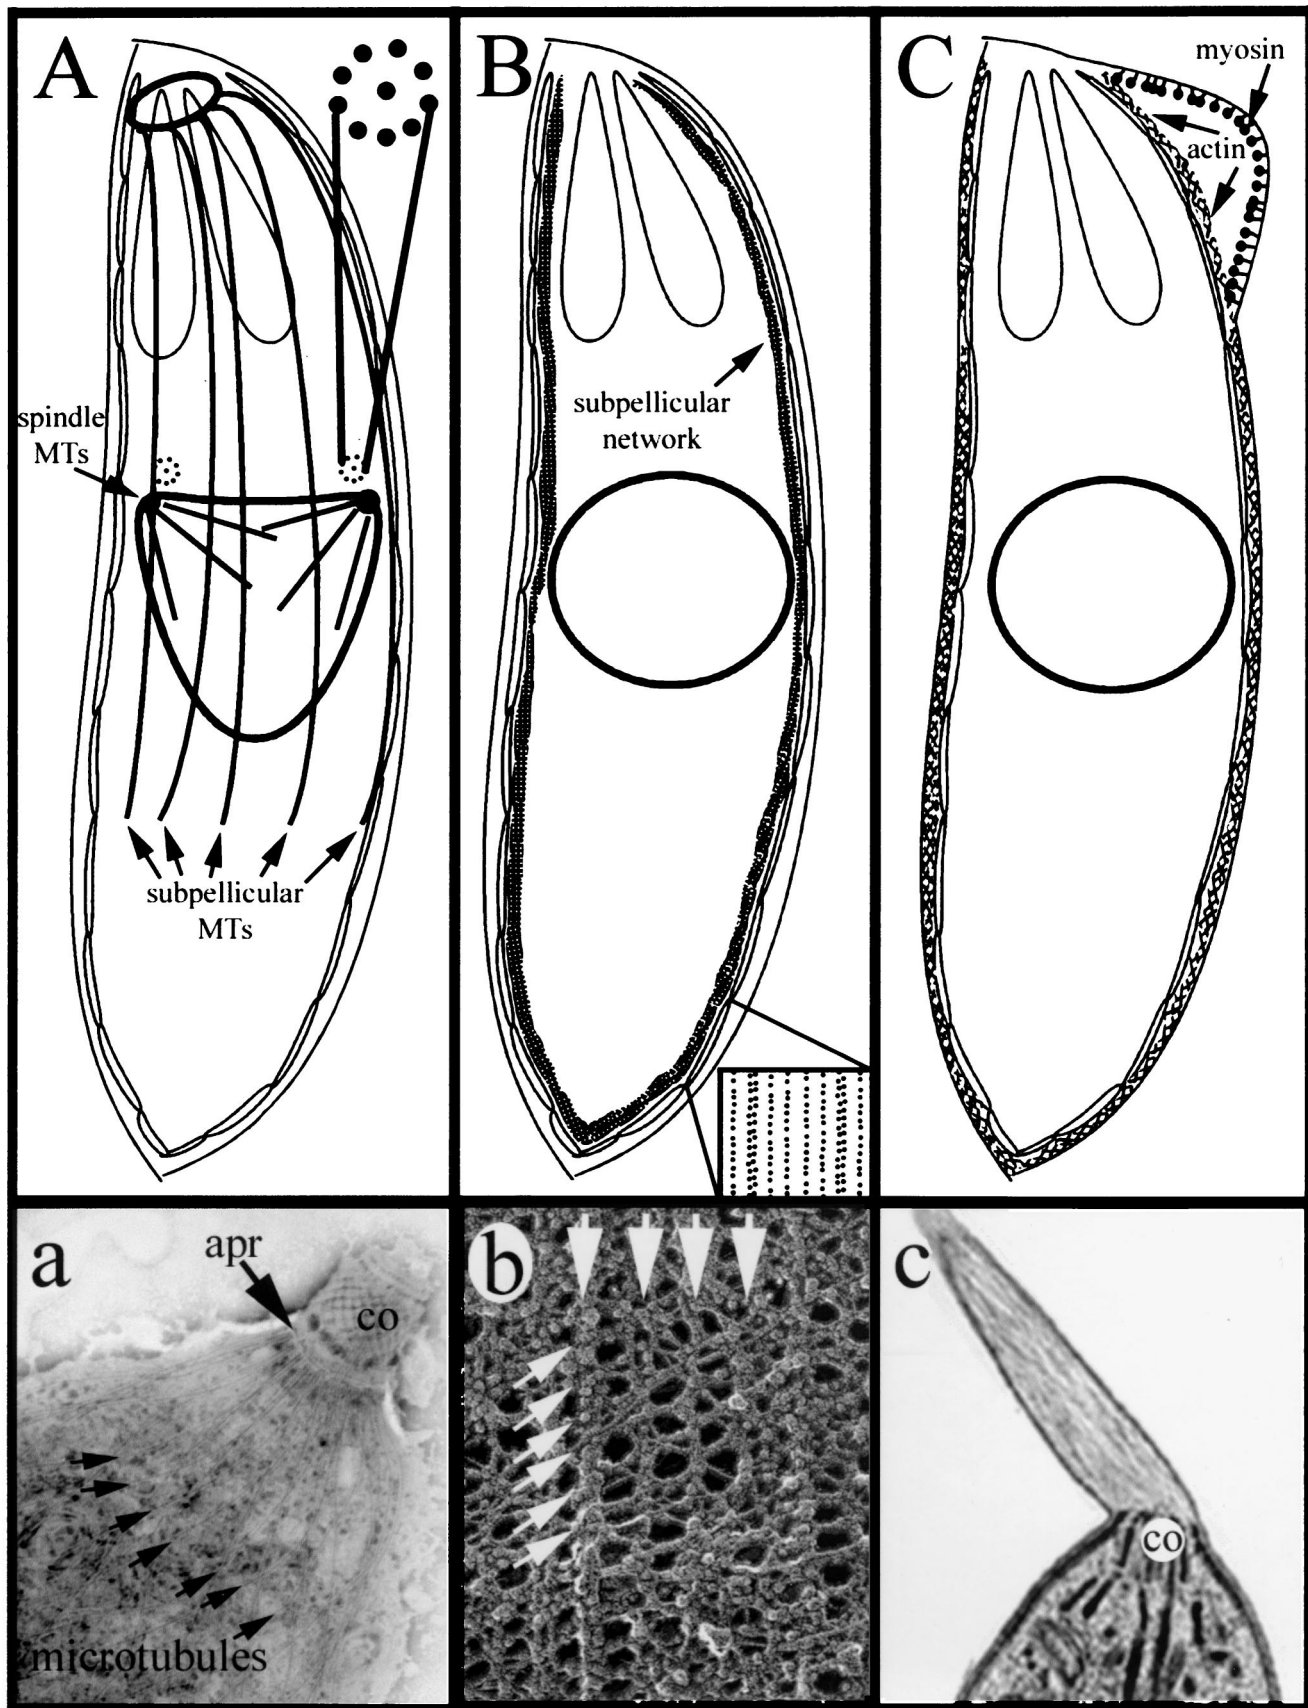 A
spindle
MTs
subpellicular
MTs
B
subpellicular
network
C
myosin
actin
a
apr
co
microtubules
b
c
co